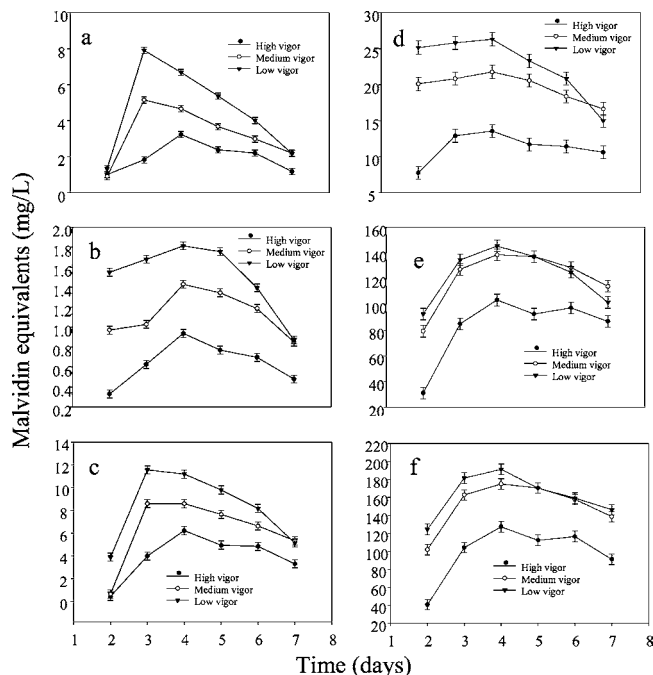 Malvidin equivalents (mg/L)
a
10
8
6
4
2
0
High vigor
Medium vigor
Low vigor
d
30
25
20
15
10
5
High vigor
Medium vigor
Low vigor
b
2.0
1.8
1.6
1.4
1.2
1.0
0.8
0.6
0.4
0.2
High vigor
Medium vigor
Low vigor
e
160
140
120
100
80
60
40
20
High vigor
Medium vigor
Low vigor
c
14
12
10
8
6
4
2
0
High vigor
Medium vigor
Low vigor
1 2 3 4 5 6 7 8
f
220
200
180
160
140
120
100
80
60
40
20
High vigor
Medium vigor
Low vigor
1 2 3 4 5 6 7 8
Time (days)